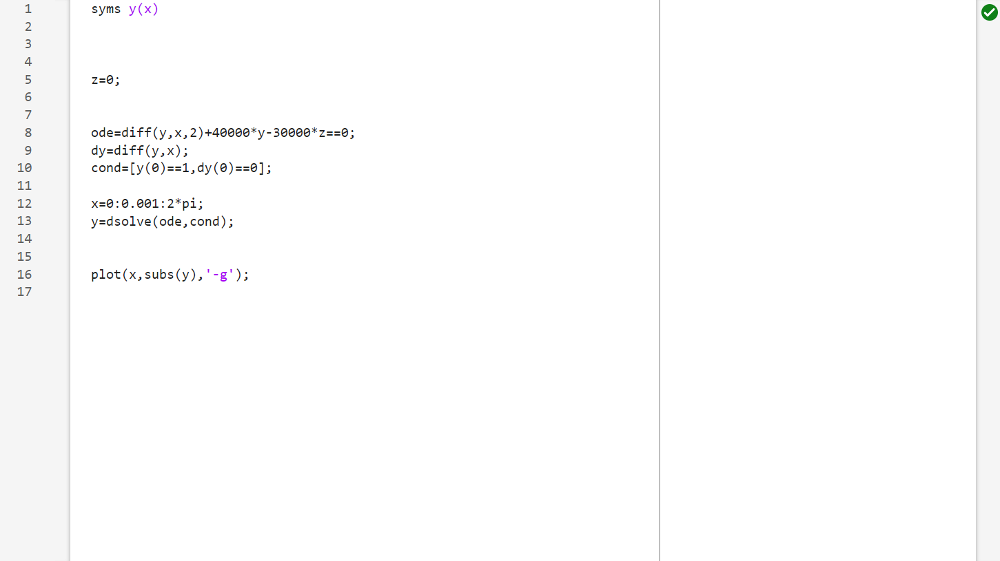 1 syms y(x)
2
3
4
5 z=0;
6
7
8 ode=diff(y,x,2)+40000*y-30000*z==0;
9 dy=diff(y,x);
10 cond=[y(0)==1,dy(0)==0];
11
12 x=0:0.001:2*pi;
13 y=dsolve(ode,cond);
14
15
16 plot(x,subs(y),'-g');
17